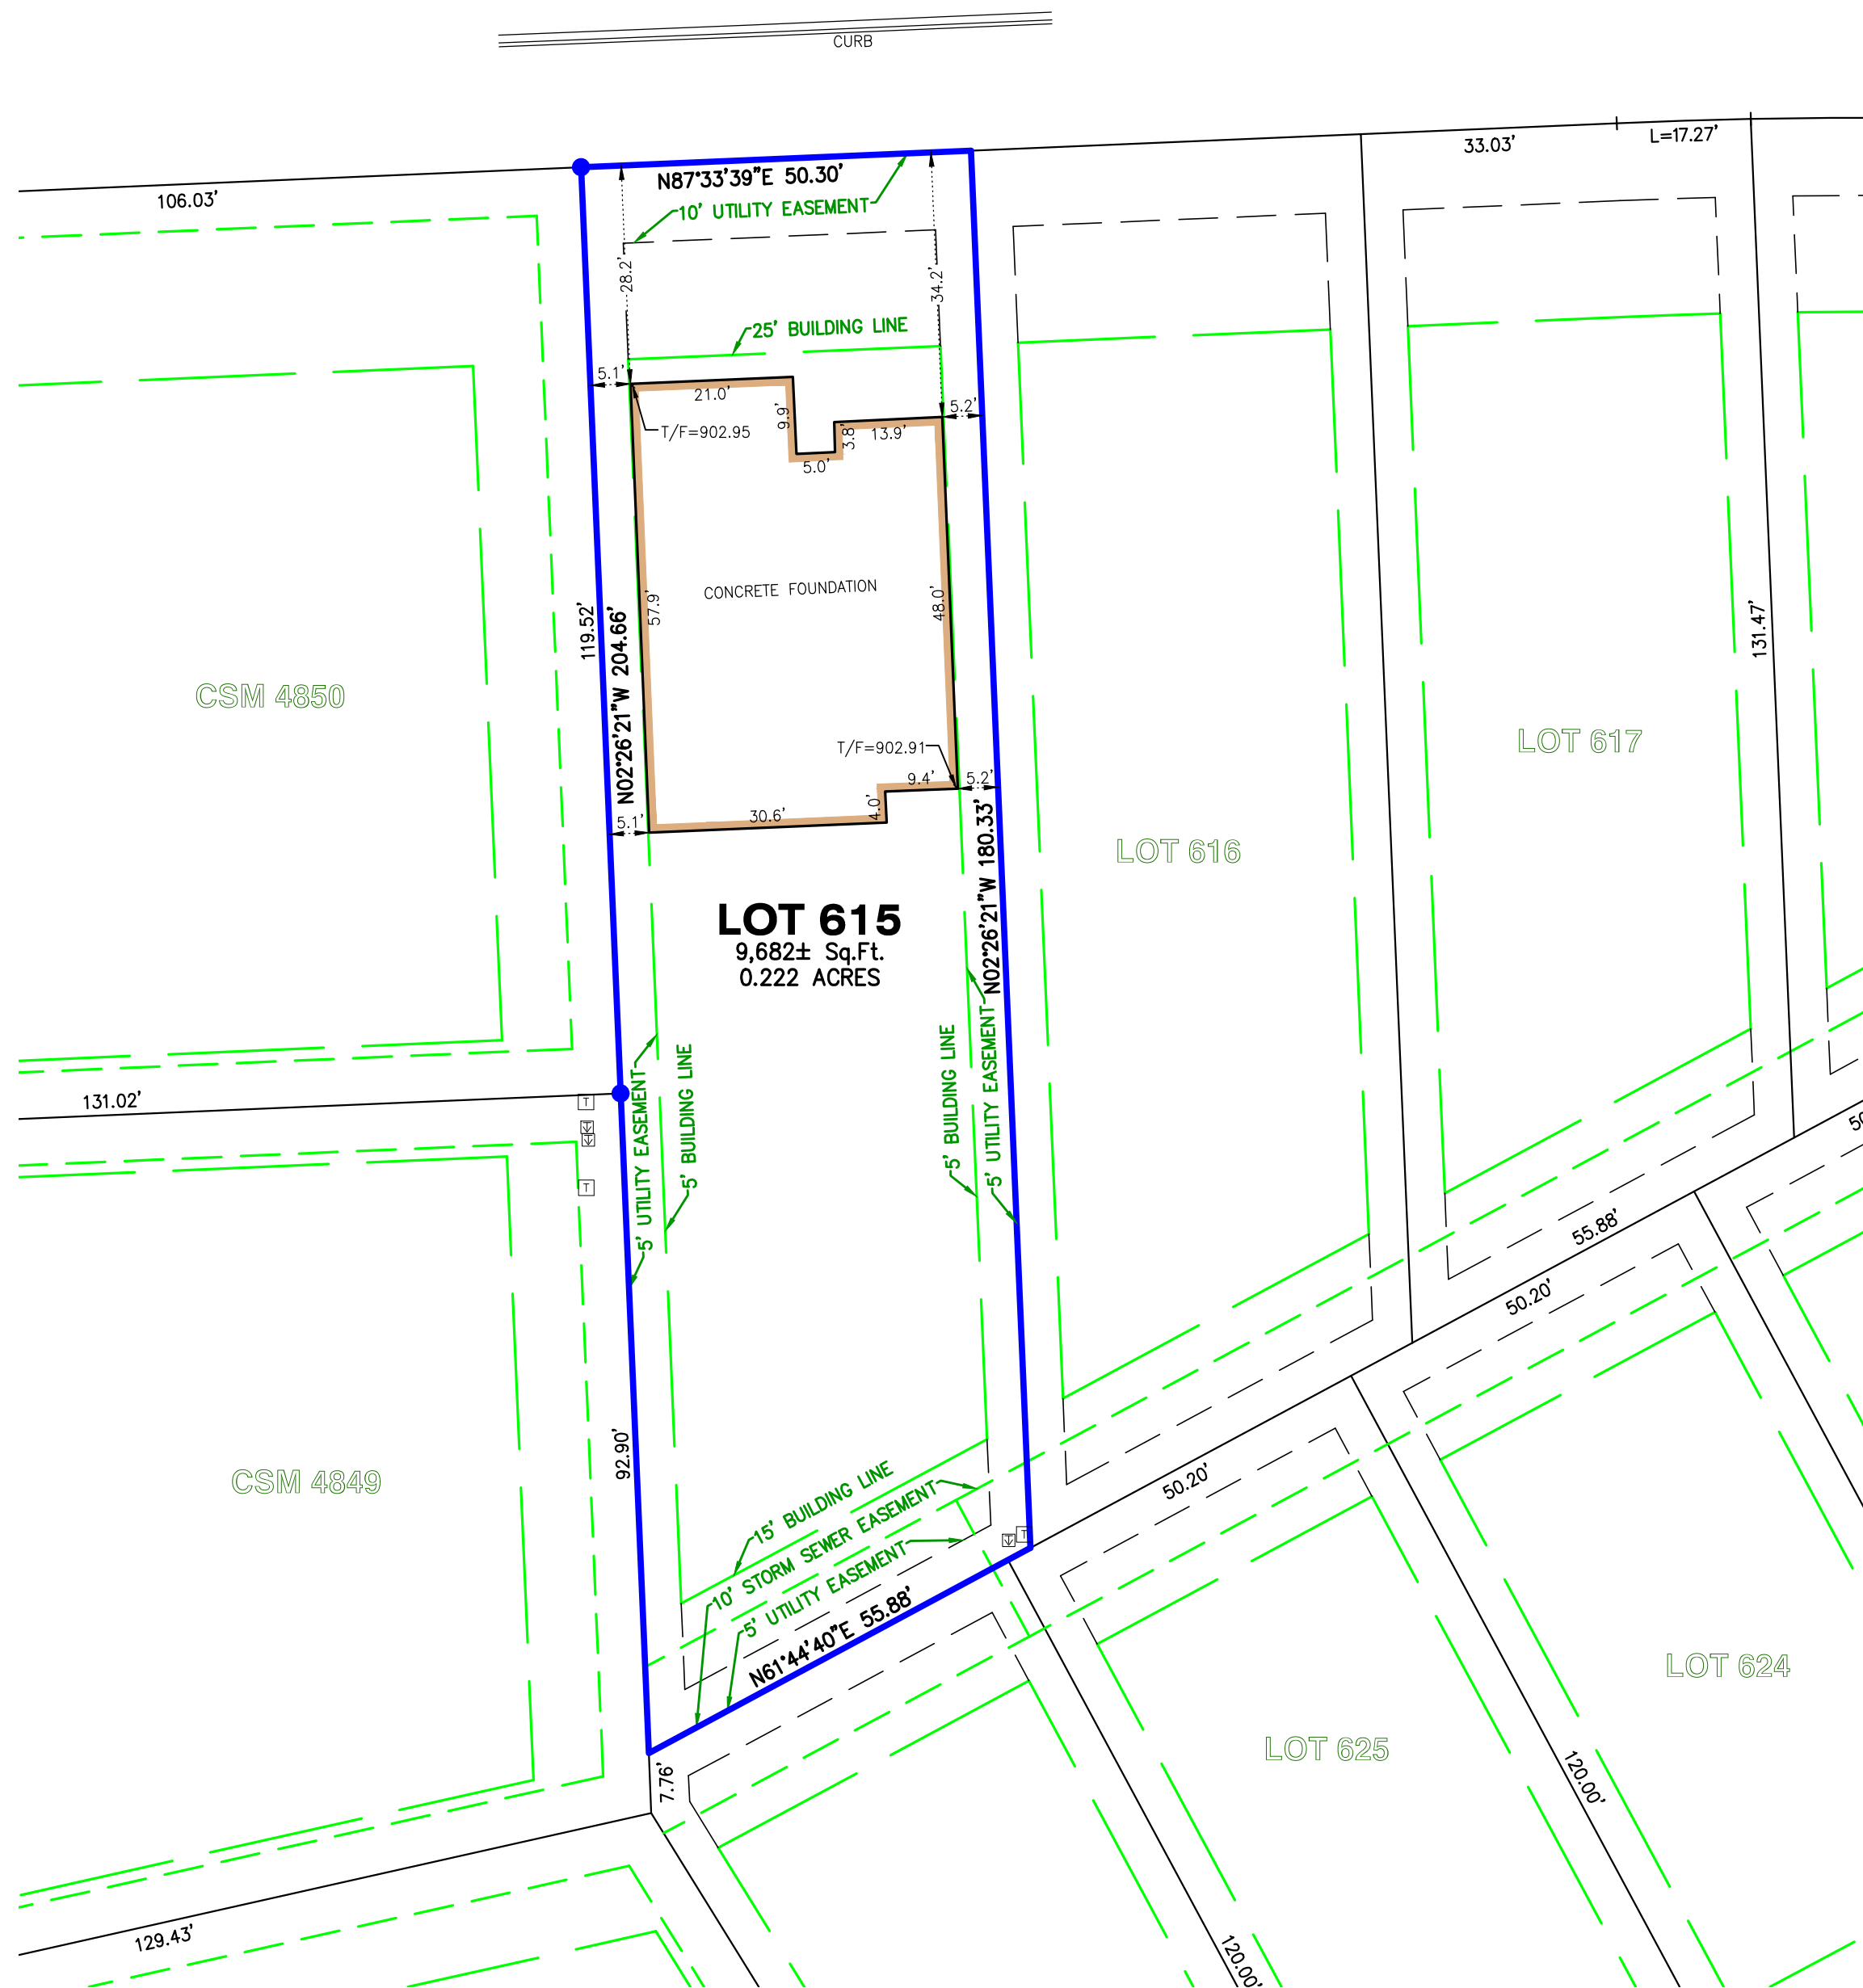 CURB
33.03'
L=17.27'
106.03'
N87°33'39"E 50.30'
10' UTILITY EASEMENT
28.2'
34.2'
25' BUILDING LINE
5.1'
21.0'
9.9'
5.2'
T/F=902.95
3.8'
13.9'
5.0'
CONCRETE FOUNDATION
57.9'
48.0'
119.52'
N02°26'21"W 204.66'
131.47'
CSM 4850
LOT 617
T/F=902.91
9.4'
5.2'
4.0'
30.6'
5.1'
N02°26'21"W 180.33'
LOT 616
LOT 615
9,682± Sq.Ft.
0.222 ACRES
5' UTILITY EASEMENT
5' BUILDING LINE
5' BUILDING LINE
5' UTILITY EASEMENT
131.02'
T
T
T
T
50
55.88'
50.20'
92.90'
CSM 4849
15' BUILDING LINE
10' STORM SEWER EASEMENT
5' UTILITY EASEMENT
N61°44'40"E 55.88'
T
T
50.20'
LOT 624
LOT 625
7.76'
120.00'
129.43'
120.00'